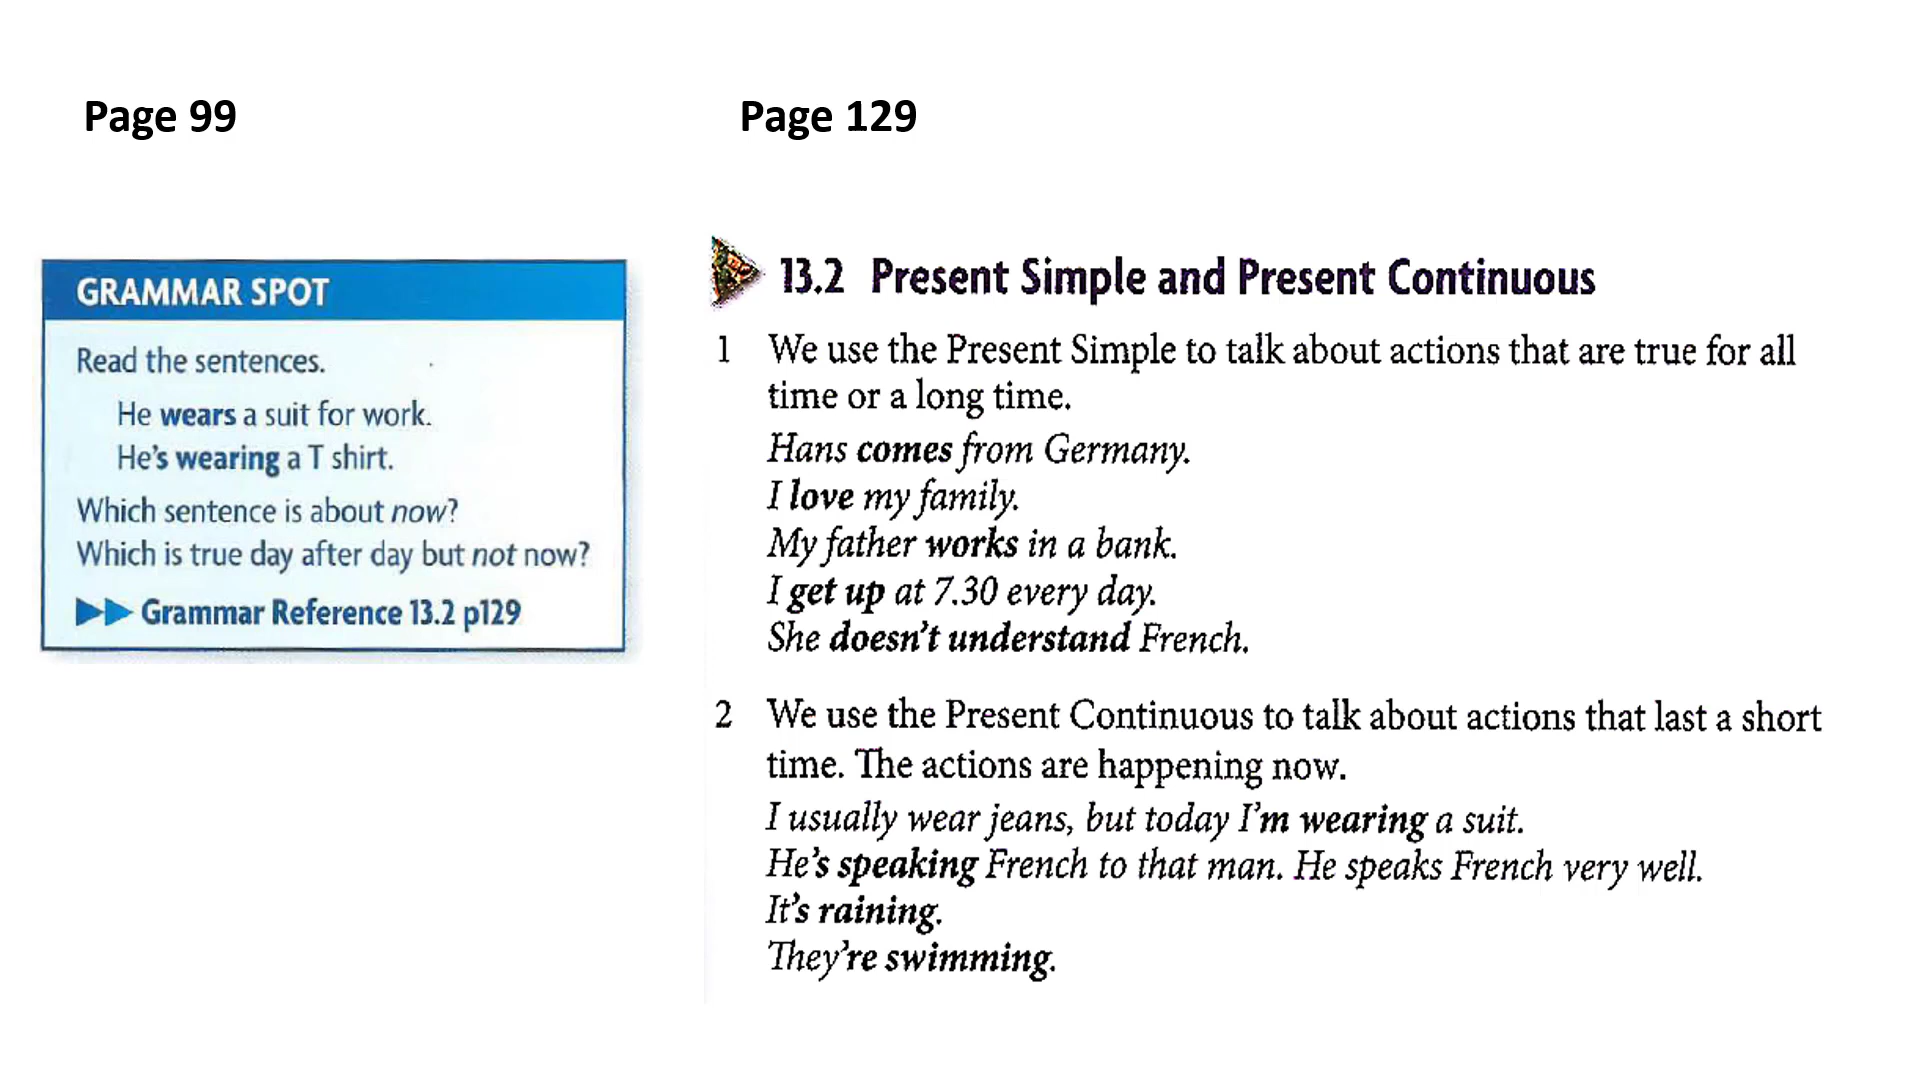 Page 99
Page 129
GRAMMAR SPOT
Read the sentences.
He wears a suit for work.
He's wearing a T shirt.
Which sentence is about now?
Which is true day after day but not now?
Grammar Reference 13.2 p129
13.2 Present Simple and Present Continuous
1 We use the Present Simple to talk about actions that are true for all
time or a long time.
Hans comes from Germany.
I love my family.
My father works in a bank.
I get up at 7.30 every day.
She doesn't understand French.
2 We use the Present Continuous to talk about actions that last a short
time. The actions are happening now.
I usually wear jeans, but today I'm wearing a suit.
He's speaking French to that man. He speaks French very well.
It's raining.
They're swimming.